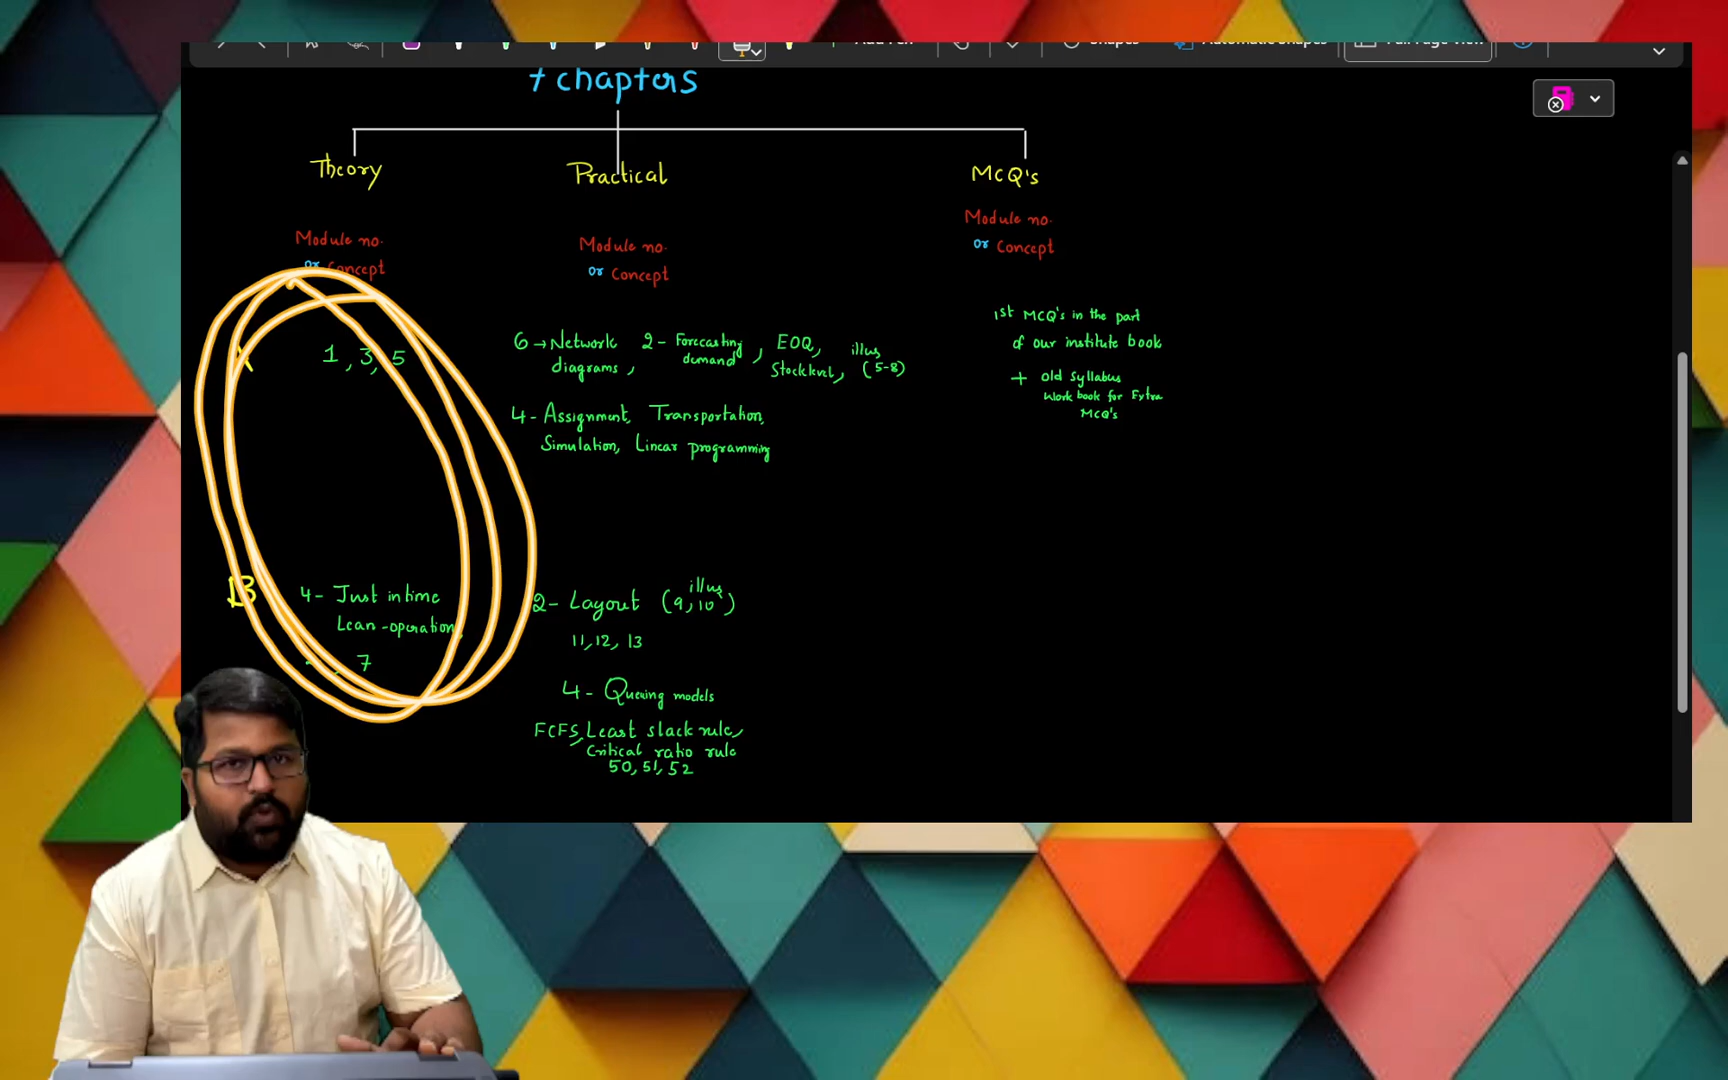 7 chapters
Theory
Practical
MCQ's
Module no.
or Concept
Module no.
or Concept
Module no.
or Concept
A
1, 3, 5
6 → Network diagrams,
2 - Forecasting demand,
EOQ, Stock level,
illus (5-8)
4 - Assignment, Transportation,
Simulation, Linear programming
1st MCQ's in the part
of our institute book
+ old Syllabus
Work book for Extra
MCQ's
B
4 - Just in time
Lean - operation
7
2 - Layout (illus 9, 10)
11, 12, 13
4 - Queuing models
FCFS, Least slack rule,
Critical ratio rule
50, 51, 52